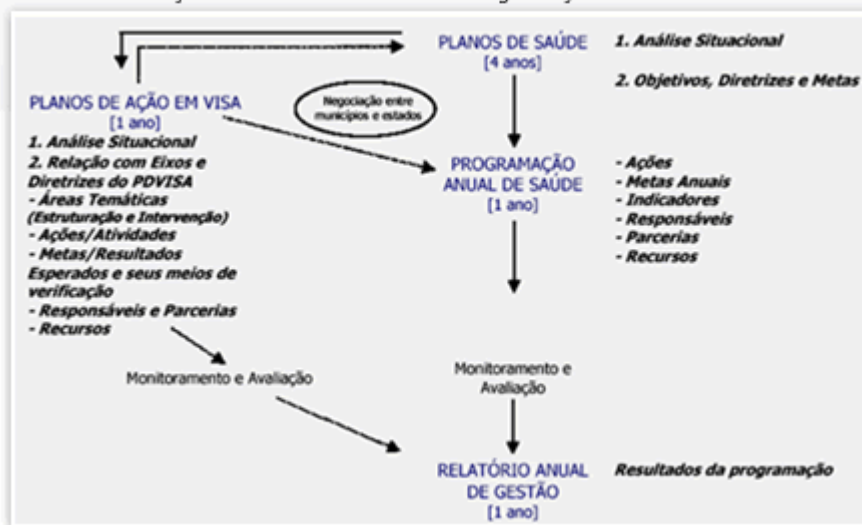 PLANOS DE SAÚDE
[4 anos]
1. Análise Situacional
2. Objetivos, Diretrizes e Metas
Negociação entre
municípios e estados
PLANOS DE AÇÃO EM VISA
[1 ano]
1. Análise Situacional
2. Relação com Eixos e
Diretrizes do PDVISA
- Áreas Temáticas
(Estruturação e Intervenção)
- Ações/Atividades
- Metas/Resultados
Esperados e seus meios de
verificação
- Responsáveis e Parcerias
- Recursos
PROGRAMAÇÃO
ANUAL DE SAÚDE
[1 ano]
- Ações
- Metas Anuais
- Indicadores
- Responsáveis
- Parcerias
- Recursos
Monitoramento e Avaliação
Monitoramento e
Avaliação
RELATÓRIO ANUAL
DE GESTÃO
[1 ano]
Resultados da programação